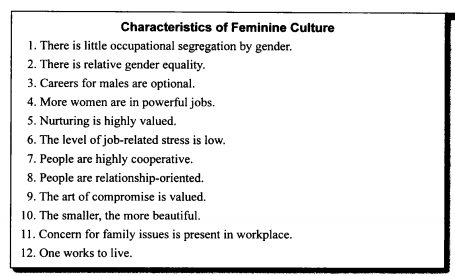 Characteristics of Feminine Culture
1. There is little occupational segregation by gender.
2. There is relative gender equality.
3. Careers for males are optional.
4. More women are in powerful jobs.
5. Nurturing is highly valued.
6. The level of job-related stress is low.
7. People are highly cooperative.
8. People are relationship-oriented.
9. The art of compromise is valued.
10. The smaller, the more beautiful.
11. Concern for family issues is present in workplace.
12. One works to live.